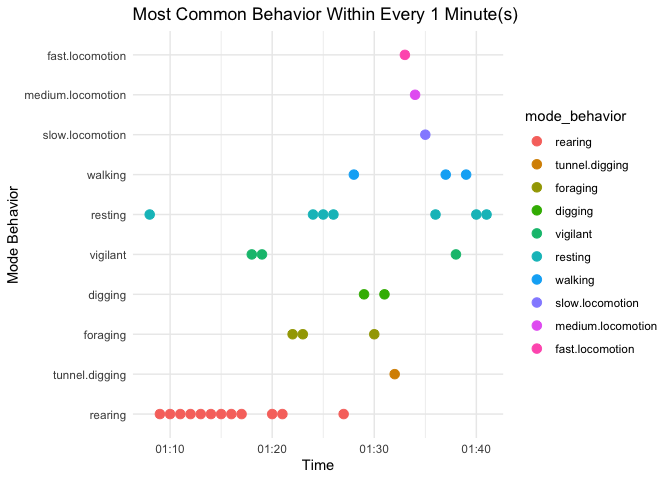 Most Common Behavior Within Every 1 Minute(s)
Mode Behavior
fast.locomotion
medium.locomotion
slow.locomotion
walking
resting
vigilant
digging
foraging
tunnel.digging
rearing
01:10 01:20 01:30 01:40
Time
mode_behavior
rearing
tunnel.digging
foraging
digging
vigilant
resting
walking
slow.locomotion
medium.locomotion
fast.locomotion